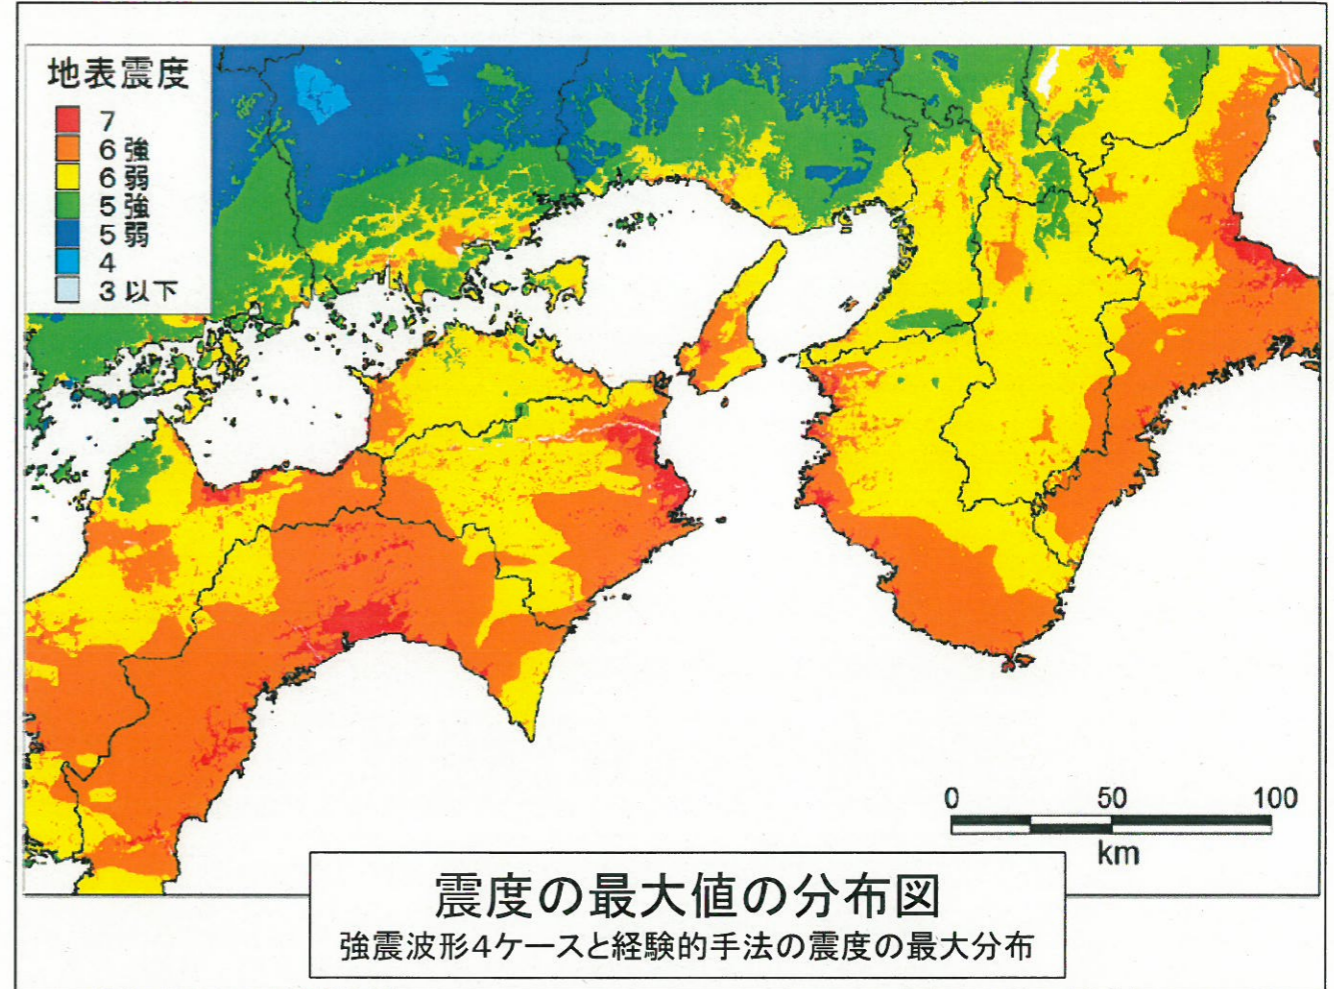 地表震度
7
6強
6弱
5強
5弱
4
3以下
0 50 100
km
震度の最大値の分布図
強震波形4ケースと経験的手法の震度の最大分布